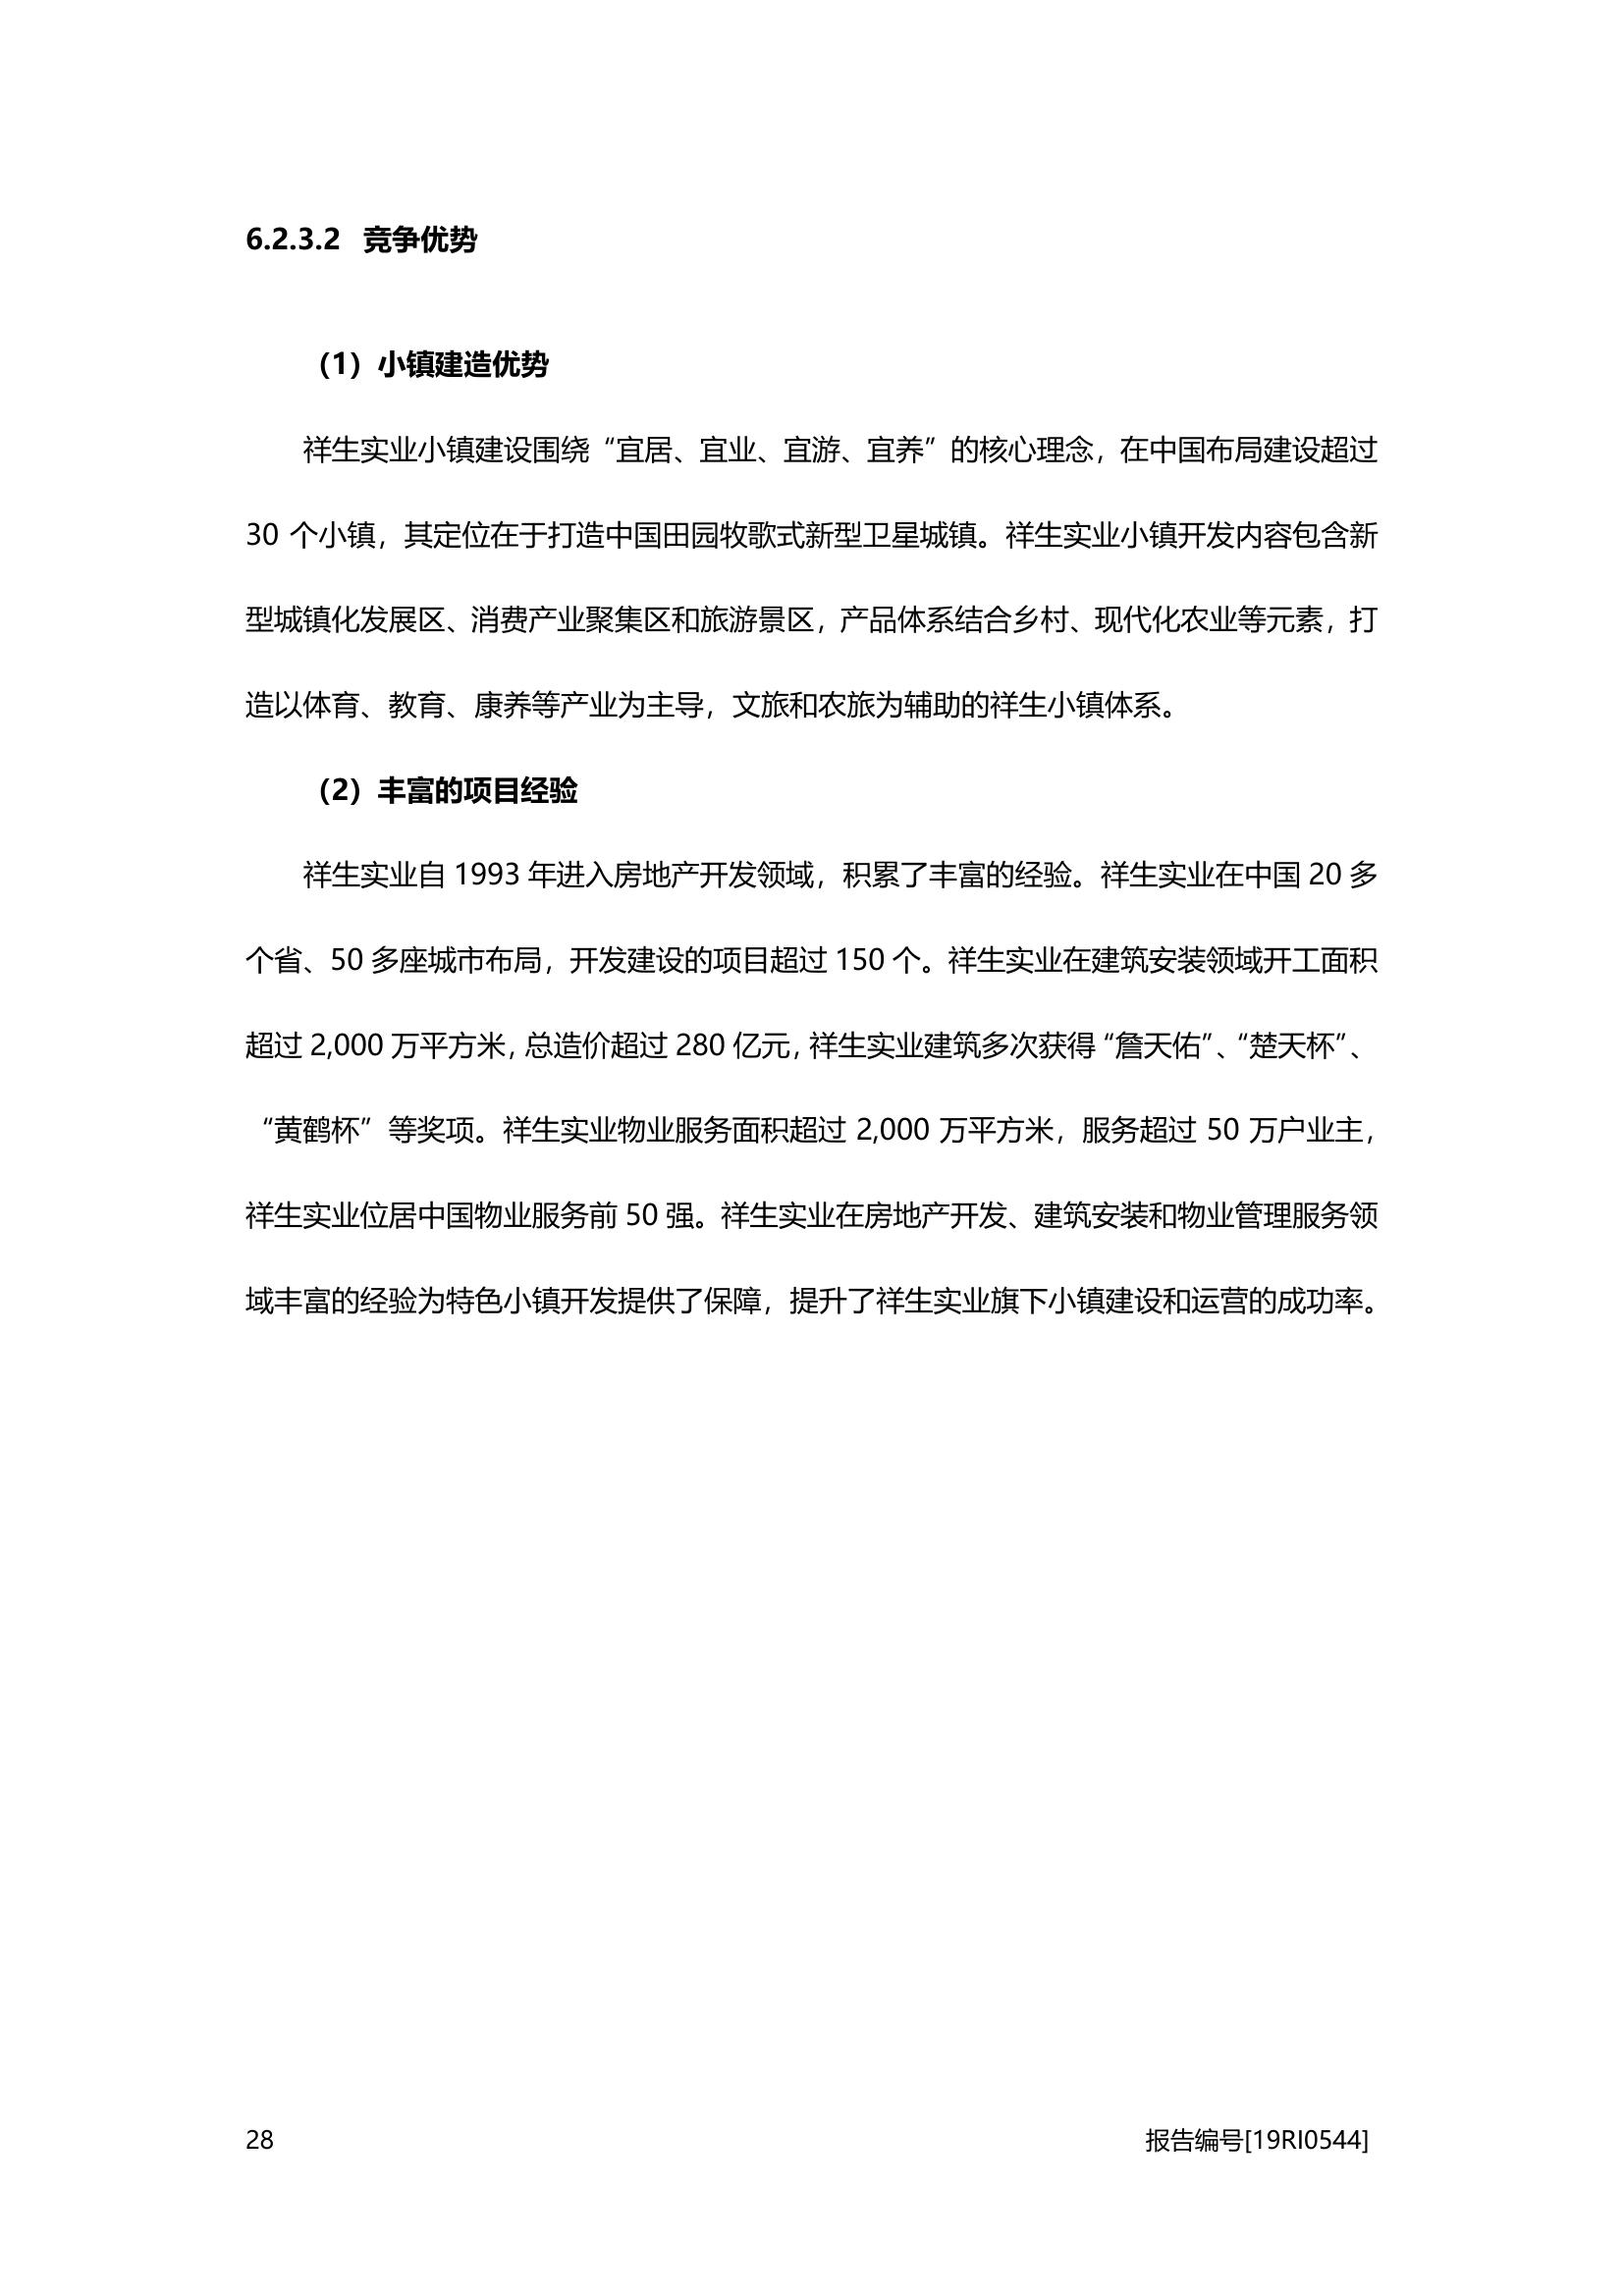 6.2.3.2 竞争优势
（1）小镇建造优势
祥生实业小镇建设围绕“宜居、宜业、宜游、宜养”的核心理念，在中国布局建设超过
30 个小镇，其定位在于打造中国田园牧歌式新型卫星城镇。祥生实业小镇开发内容包含新
型城镇化发展区、消费产业聚集区和旅游景区，产品体系结合乡村、现代化农业等元素，打
造以体育、教育、康养等产业为主导，文旅和农旅为辅助的祥生小镇体系。
（2）丰富的项目经验
祥生实业自 1993 年进入房地产开发领域，积累了丰富的经验。祥生实业在中国 20 多
个省、50 多座城市布局，开发建设的项目超过 150 个。祥生实业在建筑安装领域开工面积
超过 2,000 万平方米，总造价超过 280 亿元，祥生实业建筑多次获得“詹天佑”、“楚天杯”、
“黄鹤杯”等奖项。祥生实业物业服务面积超过 2,000 万平方米，服务超过 50 万户业主，
祥生实业位居中国物业服务前 50 强。祥生实业在房地产开发、建筑安装和物业管理服务领
域丰富的经验为特色小镇开发提供了保障，提升了祥生实业旗下小镇建设和运营的成功率。
28
报告编号[19RI0544]